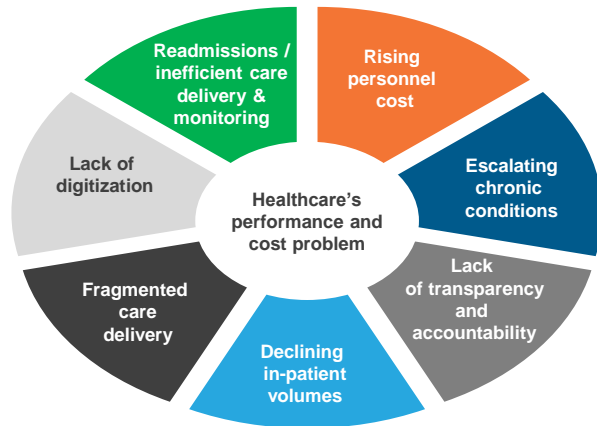 Readmissions /
inefficient care
delivery &
monitoring
Rising
personnel
cost
Escalating
chronic
conditions
Lack
of transparency
and
accountability
Declining
in-patient
volumes
Fragmented
care
delivery
Lack of
digitization
Healthcare’s
performance and
cost problem